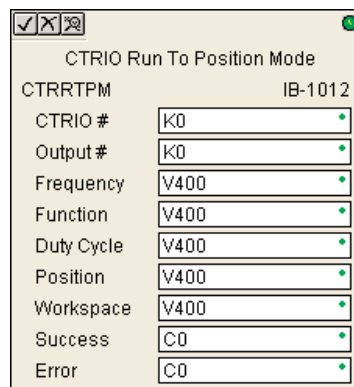 CTRIO Run To Position Mode
CTRRTPM IB-1012
CTRIO # K0
Output # K0
Frequency V400
Function V400
Duty Cycle V400
Position V400
Workspace V400
Success C0
Error C0